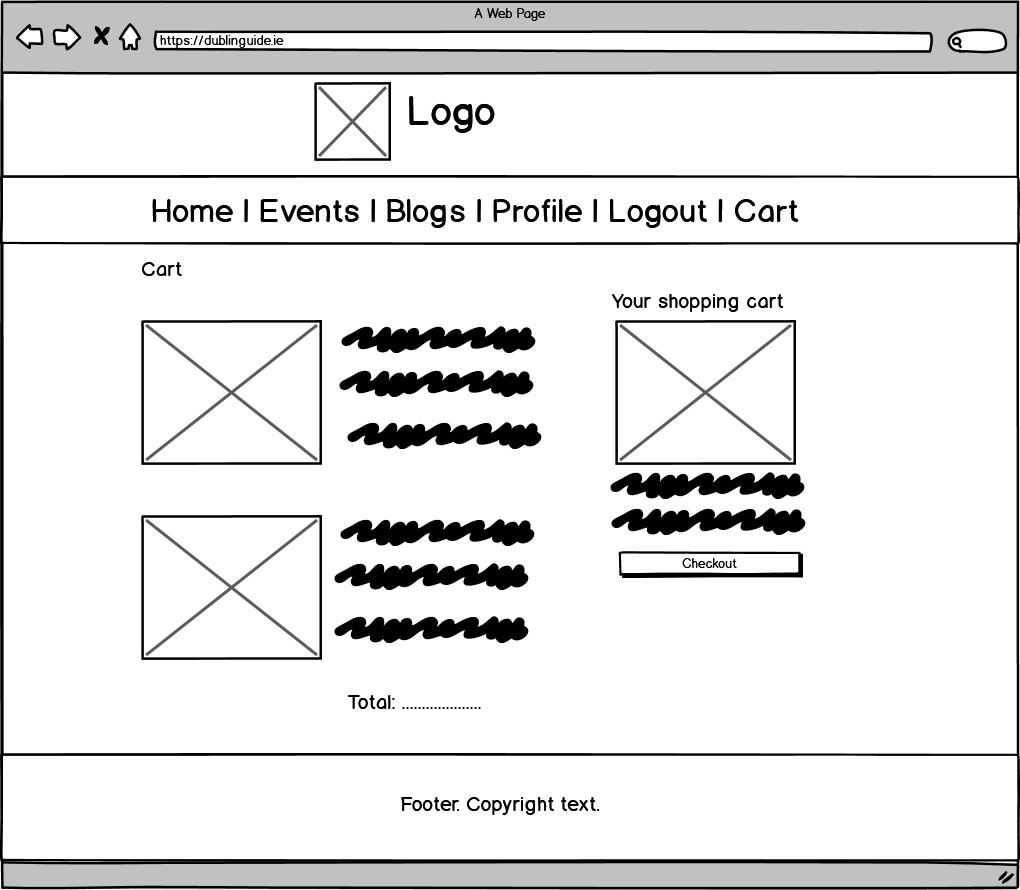 A Web Page
https://dublinguide.ie
Logo
Home | Events | Blogs | Profile | Logout | Cart
Cart
Your shopping cart
Checkout
Total: ....................
Footer. Copyright text.